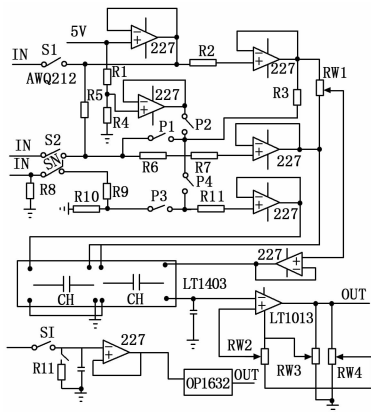 5V
227
IN S1
AWQ212
R2
227
R1
R5
227
R3
RW1
R4
P1 P2
IN S2
227
IN SN
R6 R7
R8
P4
R9
227
R10 P3 R11
227
CH CH
LT1403
LT1013 OUT
SI
227
RW2
RW3 RW4
R11
OP1632 OUT